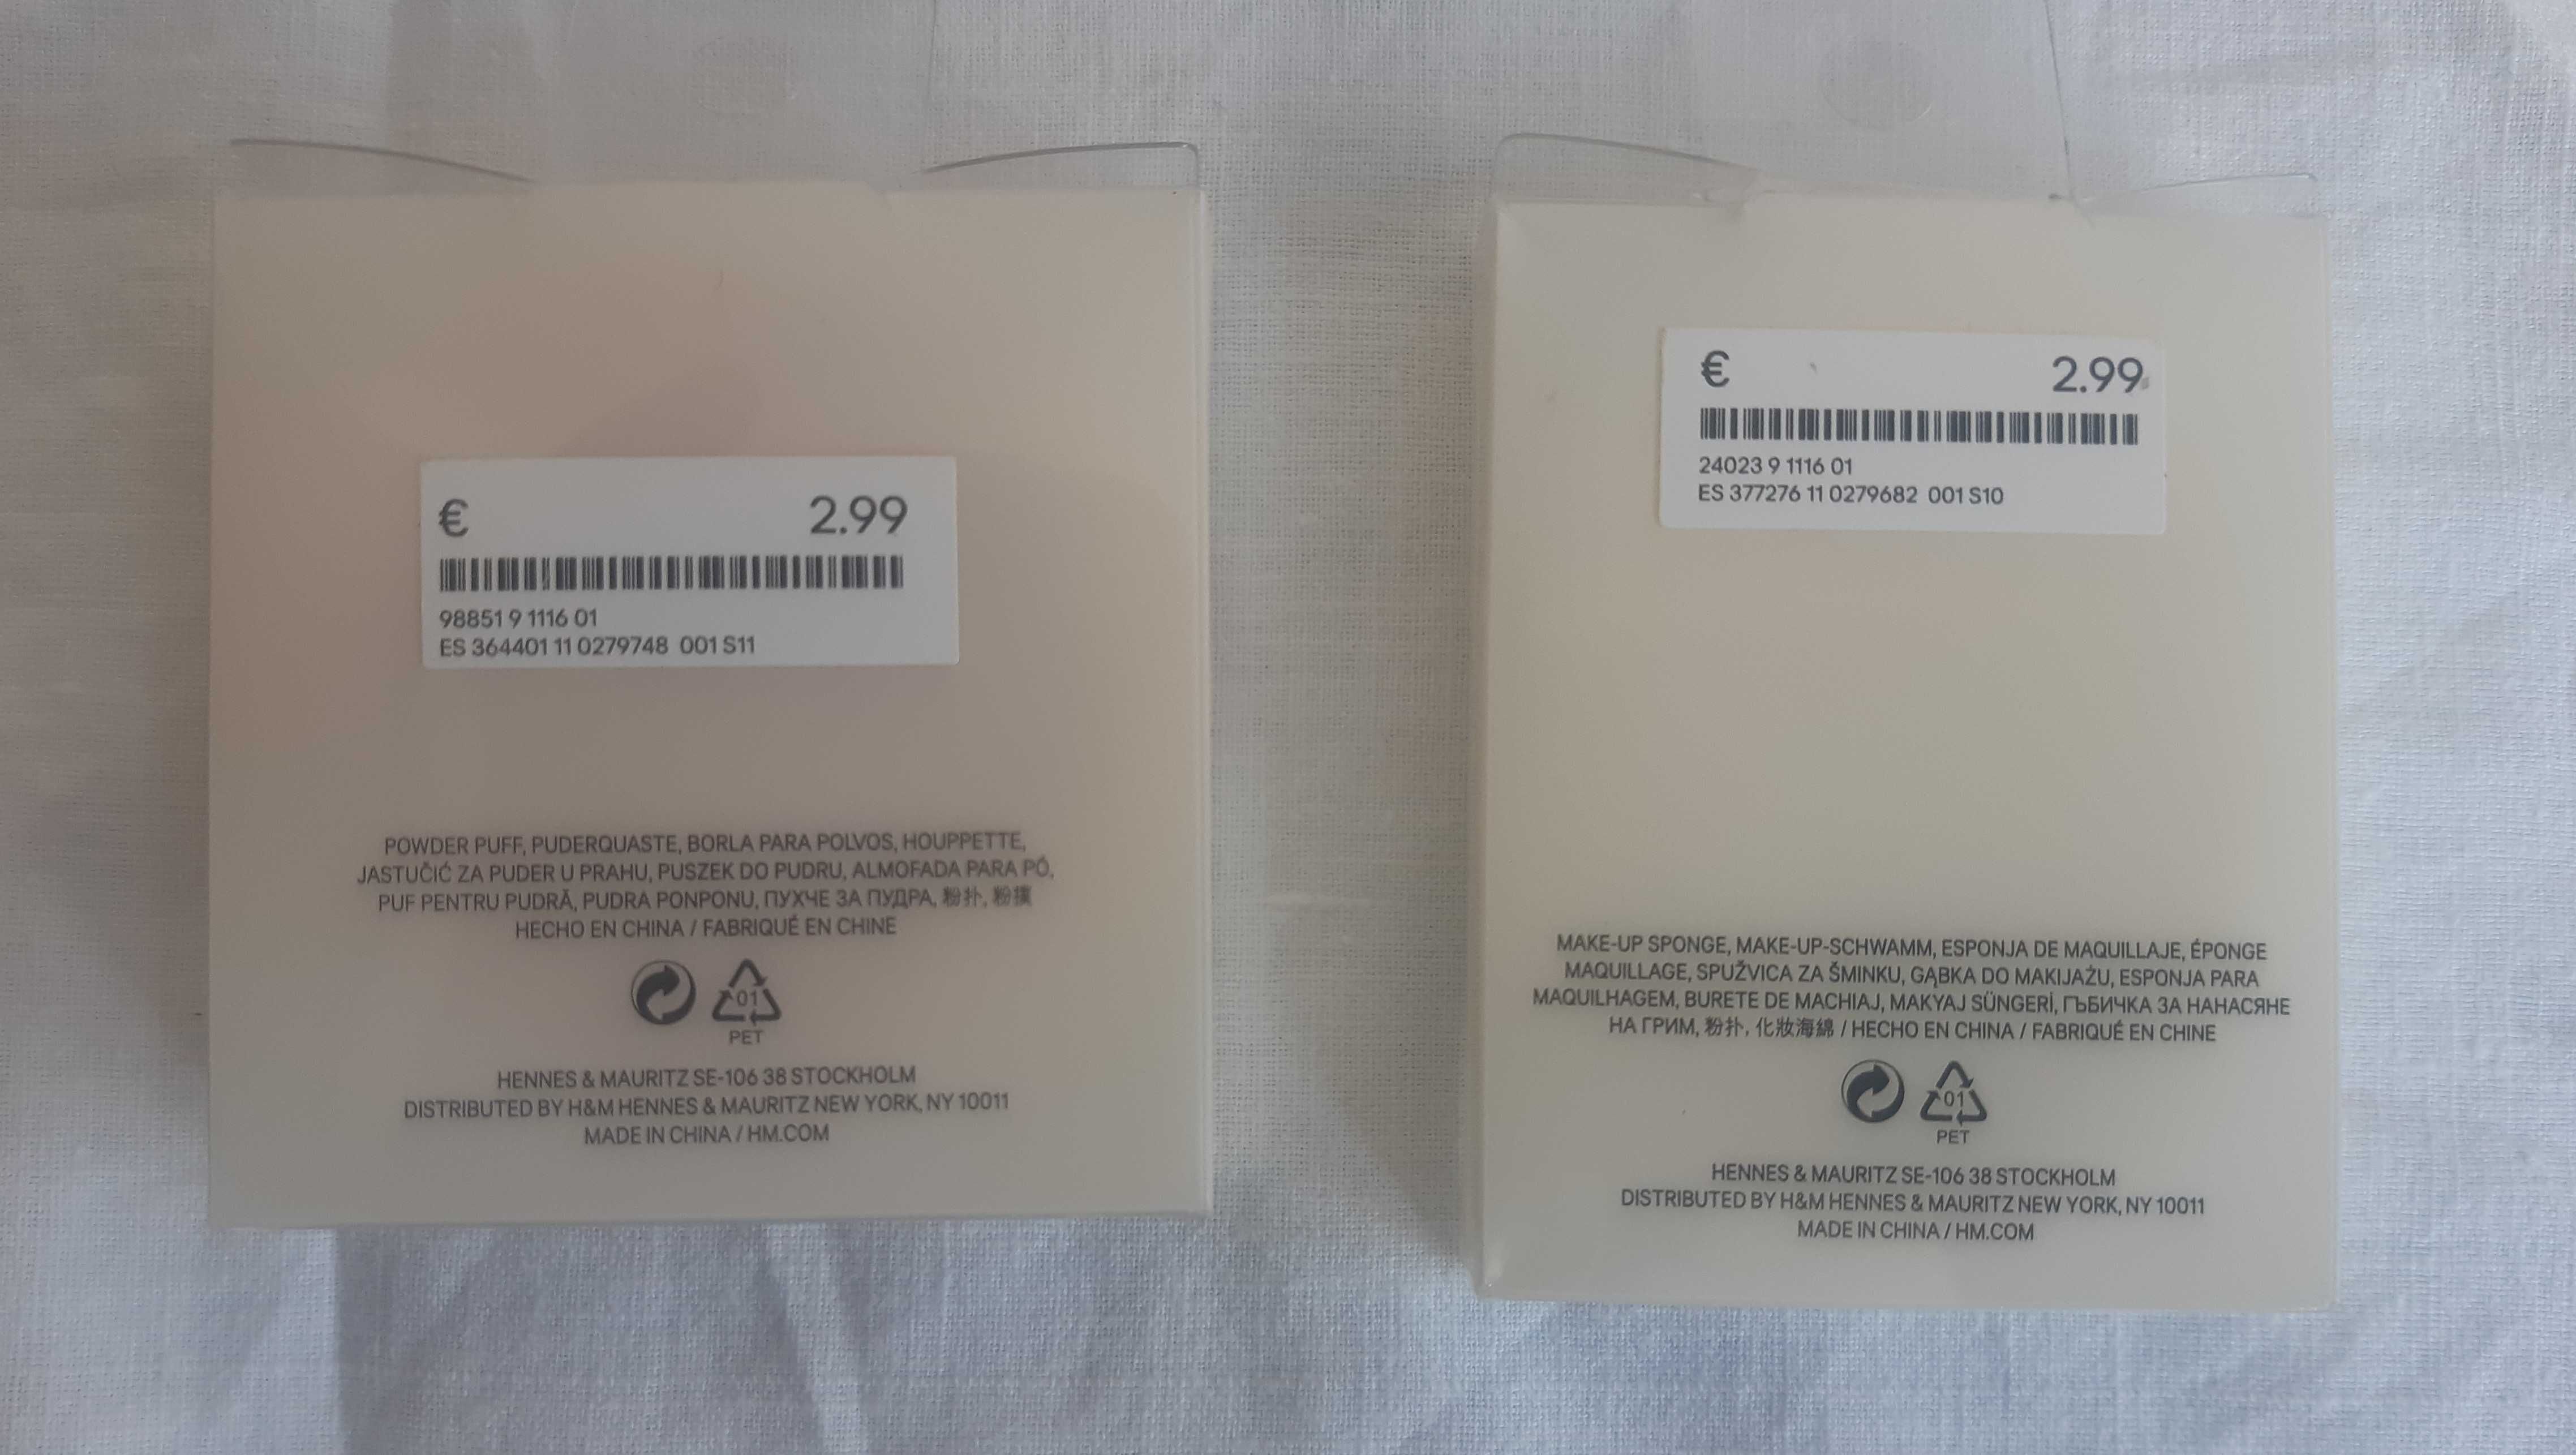 € 2.99
98851 9 1116 01
ES 364401 11 0279748 001 S11
POWDER PUFF, PUDERQUASTE, BORLA PARA POLVOS, HOUPPETTE,
JASTUČIĆ ZA PUDER U PRAHU, PUSZEK DO PUDRU, ALMOFADA PARA PÓ,
PUF PENTRU PUDRĂ, PUDRA PONPONU, ПУХЧЕ ЗА ПУДРА, 粉扑, 粉撲
HECHO EN CHINA / FABRIQUÉ EN CHINE
01
PET
HENNES & MAURITZ SE-106 38 STOCKHOLM
DISTRIBUTED BY H&M HENNES & MAURITZ NEW YORK, NY 10011
MADE IN CHINA / HM.COM
€ 2.99
24023 9 1116 01
ES 377276 11 0279682 001 S10
MAKE-UP SPONGE, MAKE-UP-SCHWAMM, ESPONJA DE MAQUILLAJE, ÉPONGE
MAQUILLAGE, SPUŽVICA ZA ŠMINKU, GĄBKA DO MAKIJAŻU, ESPONJA PARA
MAQUILHAGEM, BURETE DE MACHIAJ, MAKYAJ SÜNGERİ, ГЪБИЧКА ЗА НАНАСЯНЕ
НА ГРИМ, 粉扑, 化妝海綿 / HECHO EN CHINA / FABRIQUÉ EN CHINE
01
PET
HENNES & MAURITZ SE-106 38 STOCKHOLM
DISTRIBUTED BY H&M HENNES & MAURITZ NEW YORK, NY 10011
MADE IN CHINA / HM.COM